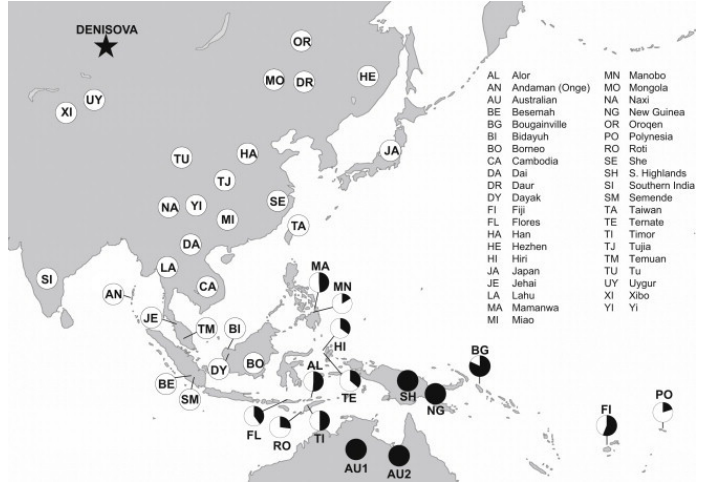 DENISOVA
OR
MO
DR
HE
UY
XI
JA
TU
HA
TJ
NA
YI
MI
SE
TA
DA
LA
SI
CA
AN
MA
MN
JE
TM
BI
HI
BG
DY
BO
AL
TE
SH
NG
PO
BE
SM
FL
RO
TI
FI
AU1
AU2
AL Alor
AN Andaman (Onge)
AU Australian
BE Besemah
BG Bougainville
BI Bidayuh
BO Borneo
CA Cambodia
DA Dai
DR Daur
DY Dayak
FI Fiji
FL Flores
HA Han
HE Hezhen
HI Hiri
JA Japan
JE Jehai
LA Lahu
MA Mamanwa
MI Miao
MN Manobo
MO Mongola
NA Naxi
NG New Guinea
OR Oroqen
PO Polynesia
RO Roti
SE She
SH S. Highlands
SI Southern India
SM Semende
TA Taiwan
TE Ternate
TI Timor
TJ Tujia
TM Temuan
TU Tu
UY Uygur
XI Xibo
YI Yi